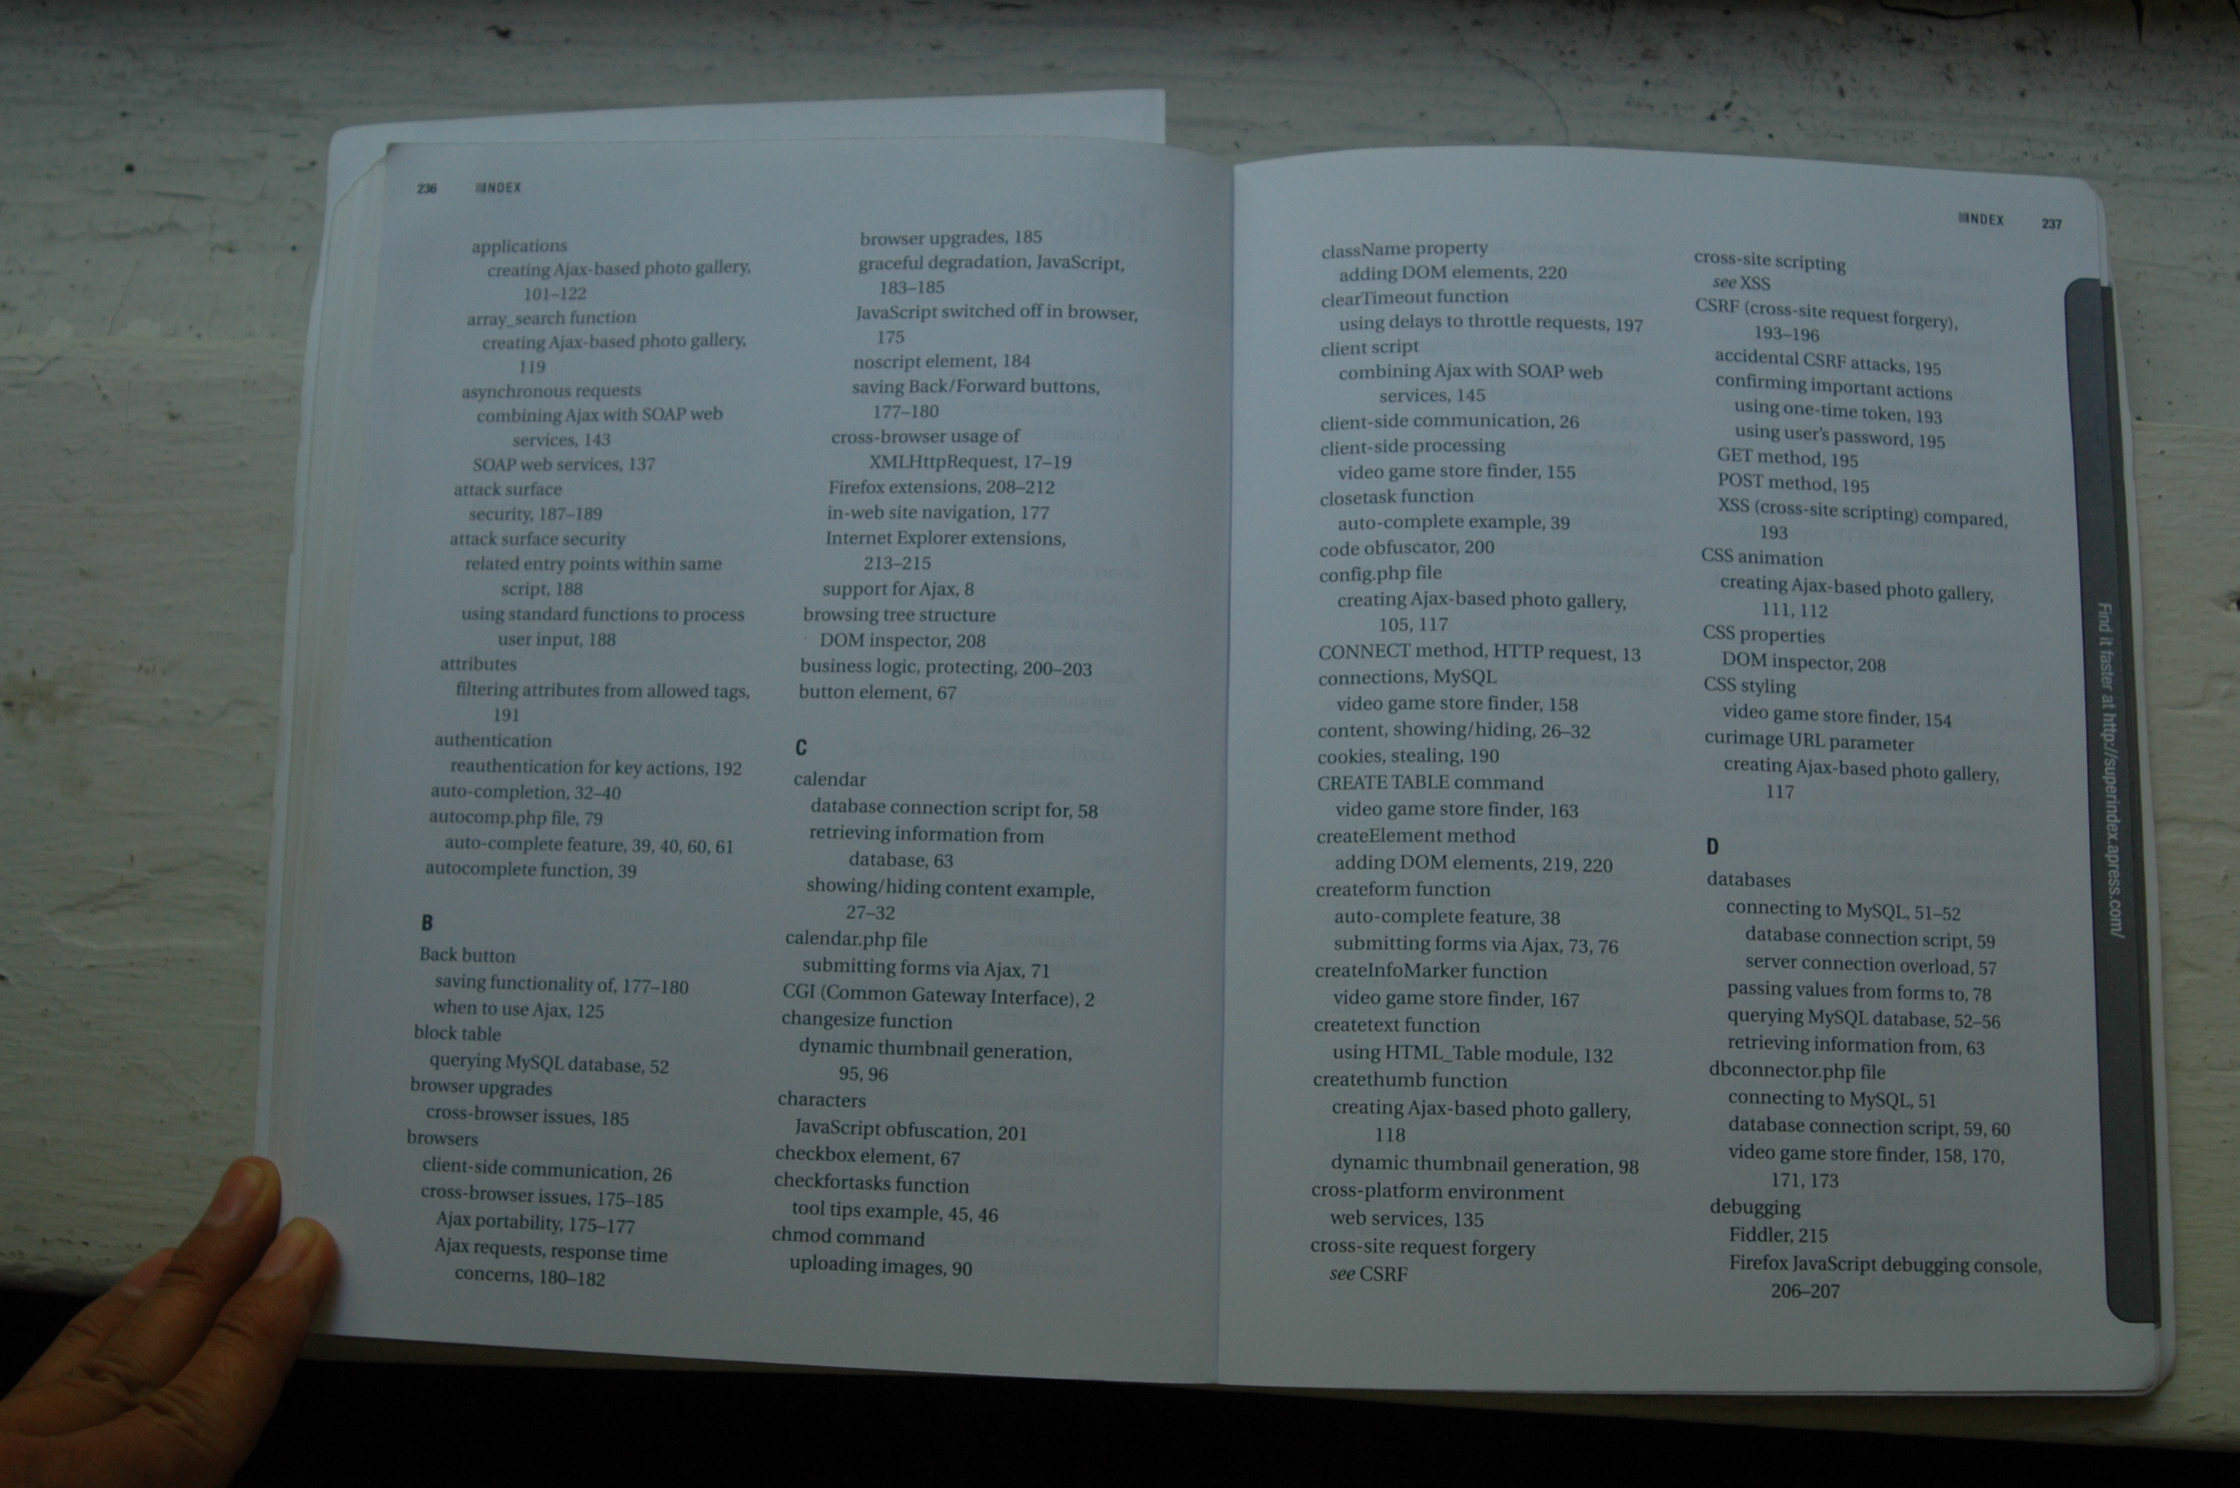 236 INDEX
applications
creating Ajax-based photo gallery,
101–122
array_search function
creating Ajax-based photo gallery,
119
asynchronous requests
combining Ajax with SOAP web
services, 143
SOAP web services, 137
attack surface
security, 187–189
attack surface security
related entry points within same
script, 188
using standard functions to process
user input, 188
attributes
filtering attributes from allowed tags,
191
authentication
reauthentication for key actions, 192
auto-completion, 32–40
autocomp.php file, 79
auto-complete feature, 39, 40, 60, 61
autocomplete function, 39
B
Back button
saving functionality of, 177–180
when to use Ajax, 125
block table
querying MySQL database, 52
browser upgrades
cross-browser issues, 185
browsers
client-side communication, 26
cross-browser issues, 175–185
Ajax portability, 175–177
Ajax requests, response time
concerns, 180–182
browser upgrades, 185
graceful degradation, JavaScript,
183–185
JavaScript switched off in browser,
175
noscript element, 184
saving Back/Forward buttons,
177–180
cross-browser usage of
XMLHttpRequest, 17–19
Firefox extensions, 208–212
in-web site navigation, 177
Internet Explorer extensions,
213–215
support for Ajax, 8
browsing tree structure
DOM inspector, 208
business logic, protecting, 200–203
button element, 67
C
calendar
database connection script for, 58
retrieving information from
database, 63
showing/hiding content example,
27–32
calendar.php file
submitting forms via Ajax, 71
CGI (Common Gateway Interface), 2
changesize function
dynamic thumbnail generation,
95, 96
characters
JavaScript obfuscation, 201
checkbox element, 67
checkfortasks function
tool tips example, 45, 46
chmod command
uploading images, 90
INDEX 237
className property
adding DOM elements, 220
clearTimeout function
using delays to throttle requests, 197
client script
combining Ajax with SOAP web
services, 145
client-side communication, 26
client-side processing
video game store finder, 155
closetask function
auto-complete example, 39
code obfuscator, 200
config.php file
creating Ajax-based photo gallery,
105, 117
CONNECT method, HTTP request, 13
connections, MySQL
video game store finder, 158
content, showing/hiding, 26–32
cookies, stealing, 190
CREATE TABLE command
video game store finder, 163
createElement method
adding DOM elements, 219, 220
createform function
auto-complete feature, 38
submitting forms via Ajax, 73, 76
createInfoMarker function
video game store finder, 167
createtext function
using HTML_Table module, 132
createthumb function
creating Ajax-based photo gallery,
118
dynamic thumbnail generation, 98
cross-platform environment
web services, 135
cross-site request forgery
see CSRF
cross-site scripting
see XSS
CSRF (cross-site request forgery),
193–196
accidental CSRF attacks, 195
confirming important actions
using one-time token, 193
using user's password, 195
GET method, 195
POST method, 195
XSS (cross-site scripting) compared,
193
CSS animation
creating Ajax-based photo gallery,
111, 112
CSS properties
DOM inspector, 208
CSS styling
video game store finder, 154
curimage URL parameter
creating Ajax-based photo gallery,
117
D
databases
connecting to MySQL, 51–52
database connection script, 59
server connection overload, 57
passing values from forms to, 78
querying MySQL database, 52–56
retrieving information from, 63
dbconnector.php file
connecting to MySQL, 51
database connection script, 59, 60
video game store finder, 158, 170,
171, 173
debugging
Fiddler, 215
Firefox JavaScript debugging console,
206–207
Find it faster at http://superindex.apress.com/